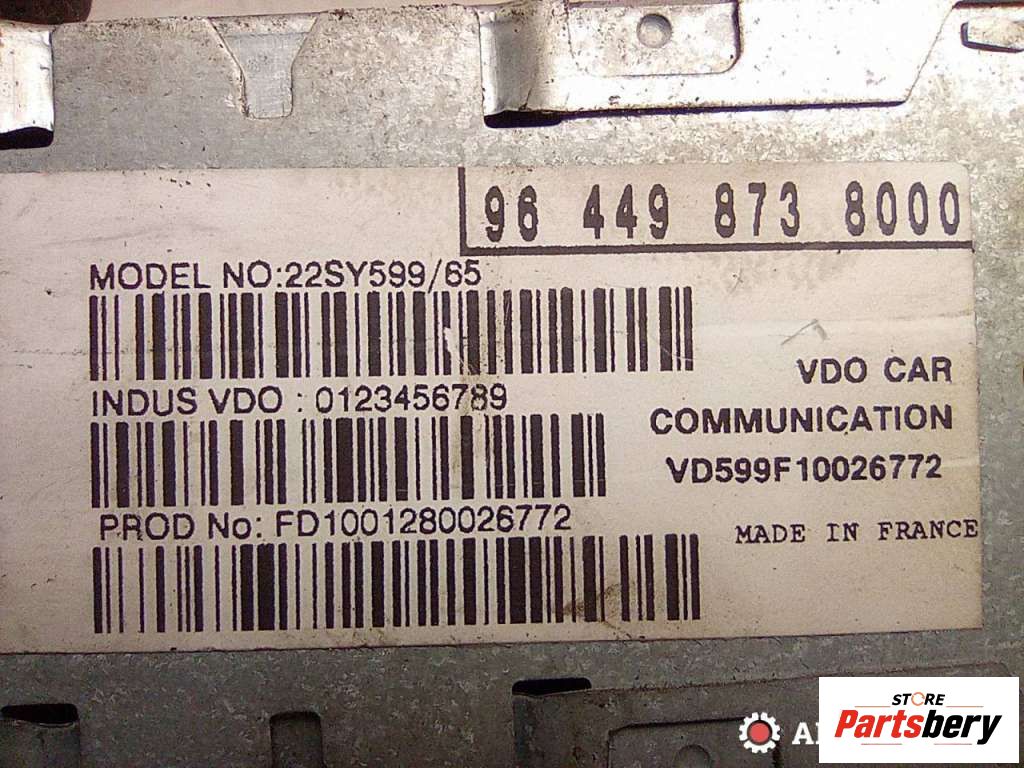 96 449 873 8000
MODEL NO:22SY599/65
INDUS VDO : 0123456789
PROD No: FD1001280026772
VDO CAR
COMMUNICATION
VD599F10026772
MADE IN FRANCE
STORE
Partsbery